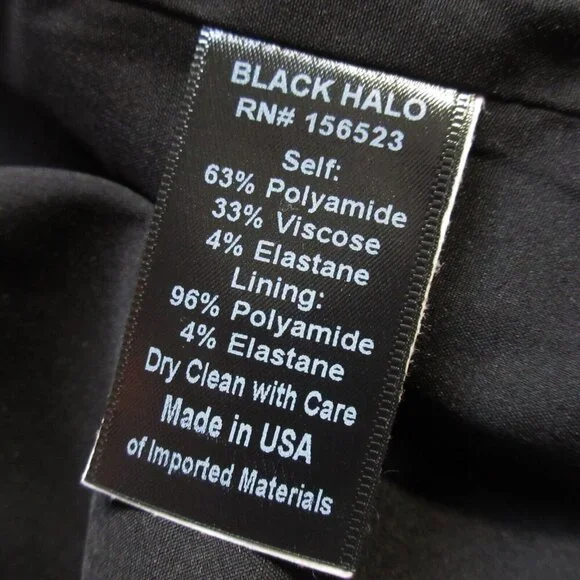 BLACK HALO
RN# 156523
Self:
63% Polyamide
33% Viscose
4% Elastane
Lining:
96% Polyamide
4% Elastane
Dry Clean with Care
Made in USA
of Imported Materials